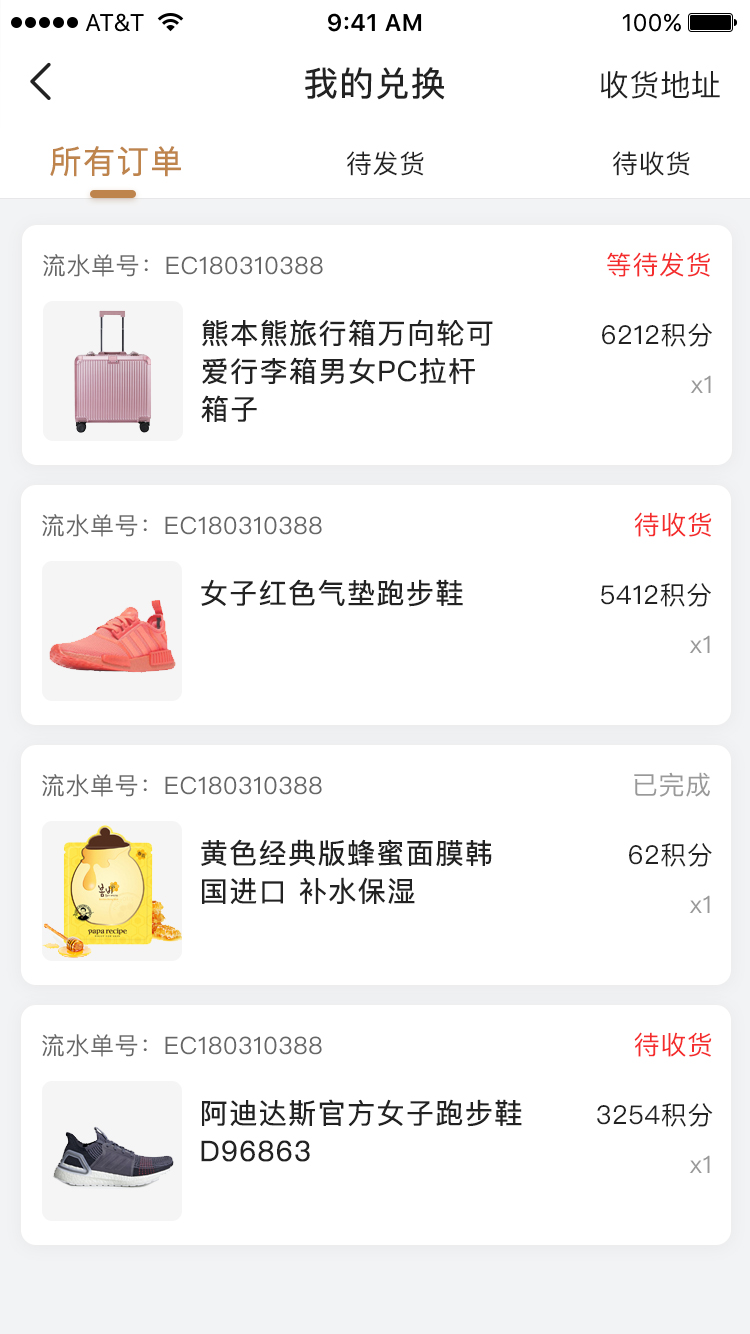 AT&T 9:41 AM 100%
我的兑换 收货地址
所有订单 待发货 待收货
流水单号: EC180310388 等待发货
熊本熊旅行箱万向轮可 6212积分
爱行李箱男女PC拉杆 x1
箱子
流水单号: EC180310388 待收货
女子红色气垫跑步鞋 5412积分
x1
流水单号: EC180310388 已完成
黄色经典版蜂蜜面膜韩 62积分
国进口 补水保湿 x1
봄비
papa recipe
流水单号: EC180310388 待收货
阿迪达斯官方女子跑步鞋 3254积分
D96863 x1